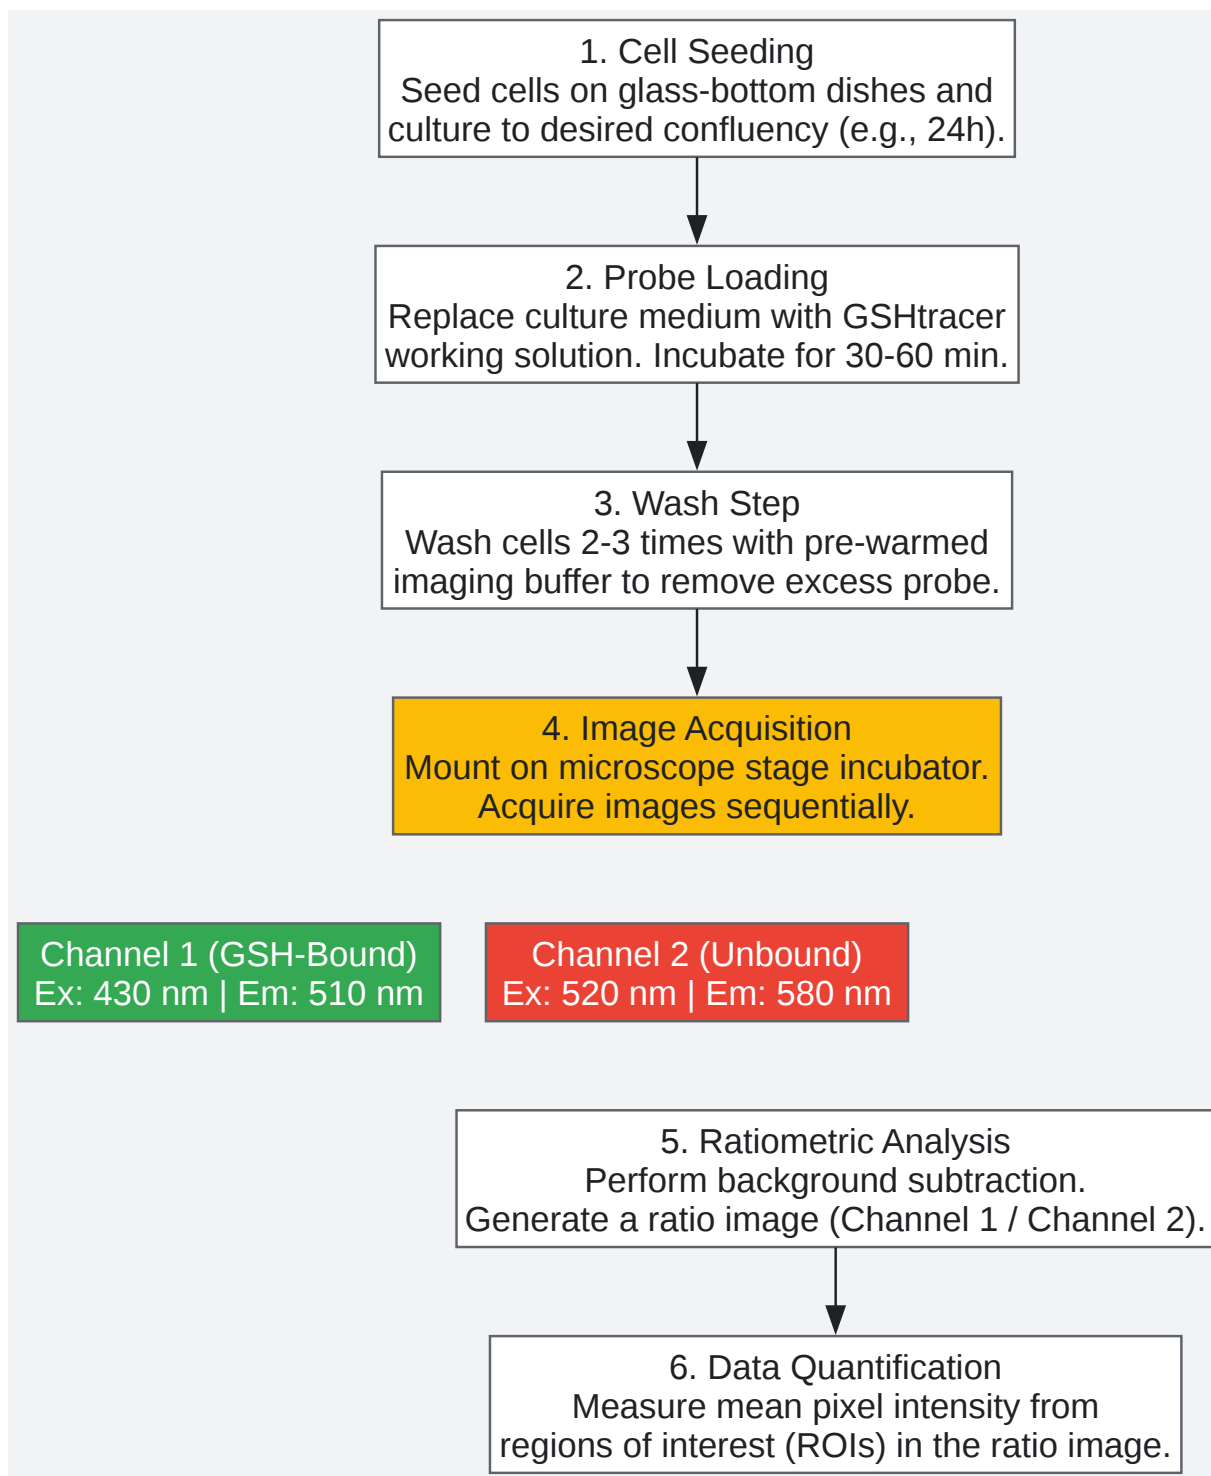 1. Cell Seeding
Seed cells on glass-bottom dishes and
culture to desired confluency (e.g., 24h).
2. Probe Loading
Replace culture medium with GSHtracer
working solution. Incubate for 30-60 min.
3. Wash Step
Wash cells 2-3 times with pre-warmed
imaging buffer to remove excess probe.
4. Image Acquisition
Mount on microscope stage incubator.
Acquire images sequentially.
Channel 1 (GSH-Bound)
Ex: 430 nm | Em: 510 nm
Channel 2 (Unbound)
Ex: 520 nm | Em: 580 nm
5. Ratiometric Analysis
Perform background subtraction.
Generate a ratio image (Channel 1 / Channel 2).
6. Data Quantification
Measure mean pixel intensity from
regions of interest (ROIs) in the ratio image.